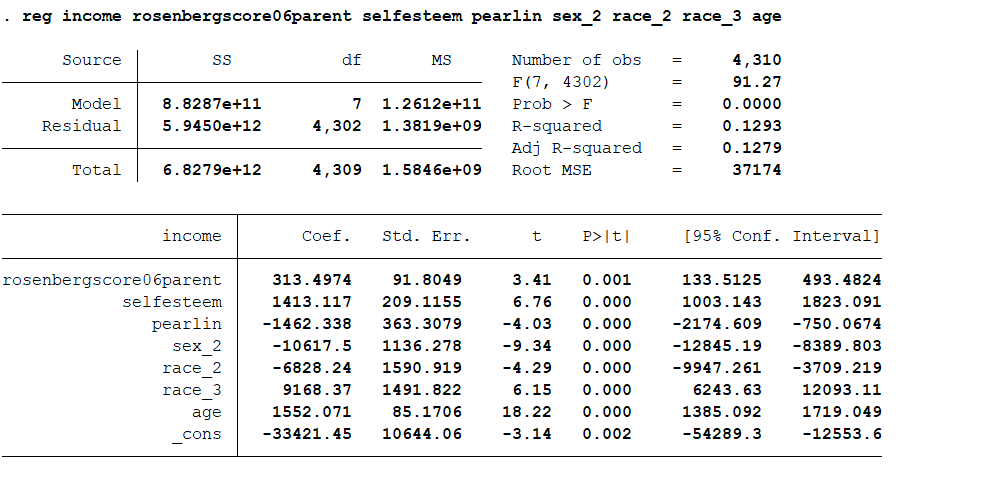 . reg income rosenbergscore06parent selfesteem pearlin sex_2 race_2 race_3 age
Source SS df MS Number of obs = 4,310
F(7, 4302) = 91.27
Model 8.8287e+11 7 1.2612e+11 Prob > F = 0.0000
Residual 5.9450e+12 4,302 1.3819e+09 R-squared = 0.1293
Adj R-squared = 0.1279
Total 6.8279e+12 4,309 1.5846e+09 Root MSE = 37174
income Coef. Std. Err. t P>|t| [95% Conf. Interval]
rosenbergscore06parent 313.4974 91.8049 3.41 0.001 133.5125 493.4824
selfesteem 1413.117 209.1155 6.76 0.000 1003.143 1823.091
pearlin -1462.338 363.3079 -4.03 0.000 -2174.609 -750.0674
sex_2 -10617.5 1136.278 -9.34 0.000 -12845.19 -8389.803
race_2 -6828.24 1590.919 -4.29 0.000 -9947.261 -3709.219
race_3 9168.37 1491.822 6.15 0.000 6243.63 12093.11
age 1552.071 85.1706 18.22 0.000 1385.092 1719.049
_cons -33421.45 10644.06 -3.14 0.002 -54289.3 -12553.6